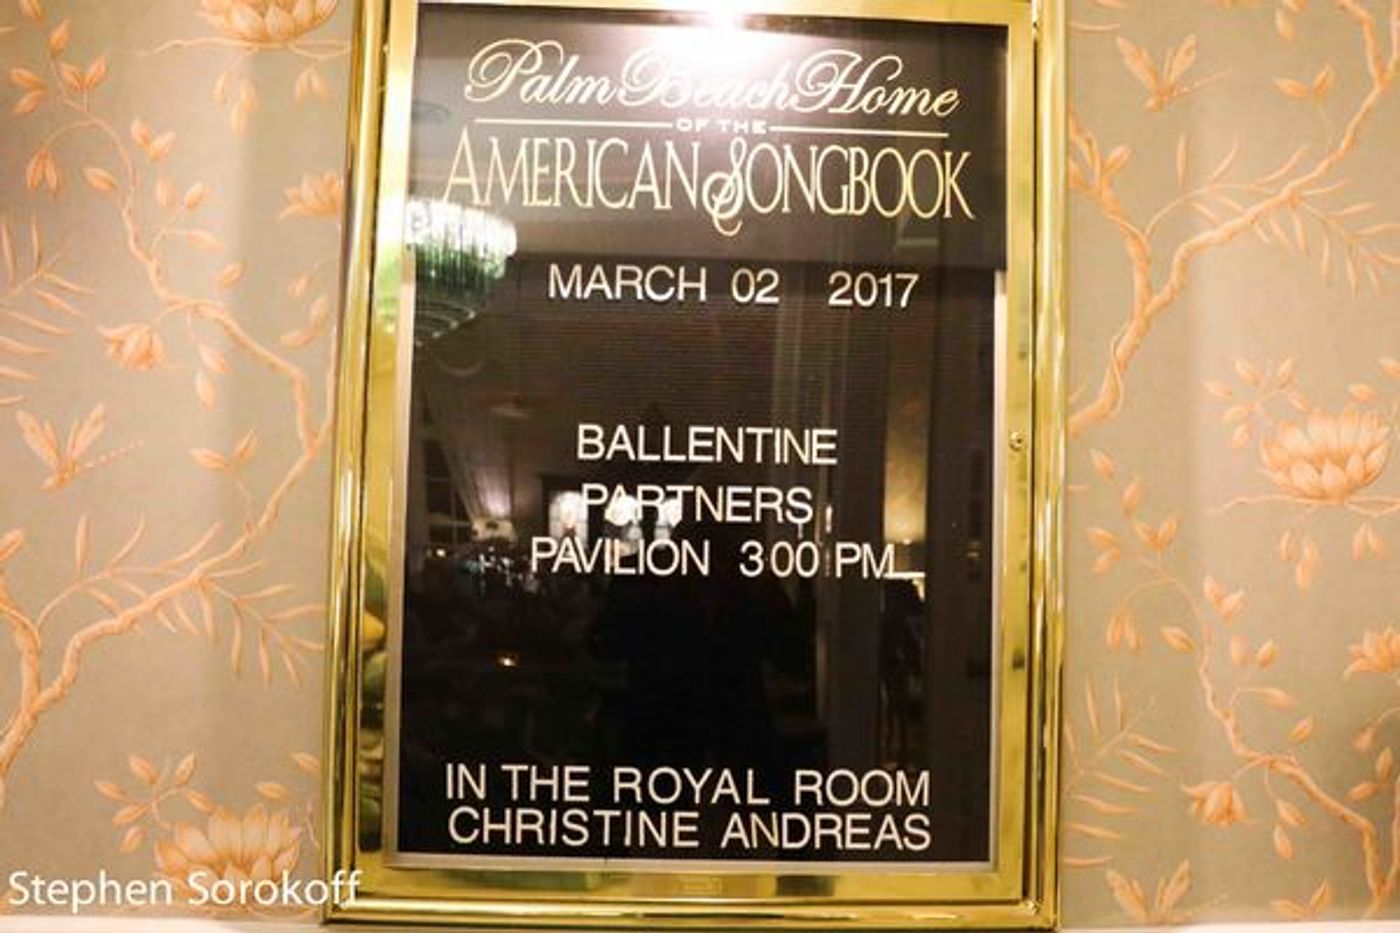 Palm Beach Home
OF THE
AMERICAN SONGBOOK
MARCH 02 2017
BALLENTINE
PARTNERS
PAVILION 3 00 PM
IN THE ROYAL ROOM
CHRISTINE ANDREAS
Stephen Sorokoff